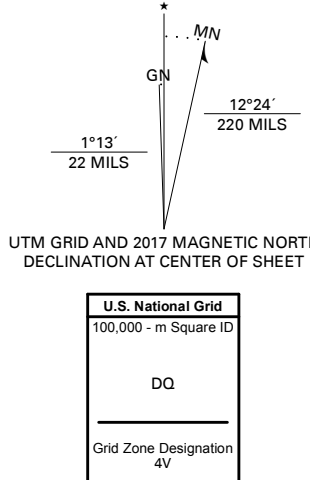 ★
MN
GN
1°13´
22 MILS
12°24´
220 MILS
UTM GRID AND 2017 MAGNETIC NORT
DECLINATION AT CENTER OF SHEET
U.S. National Grid
100,000 - m Square ID
DQ
Grid Zone Designation
4V